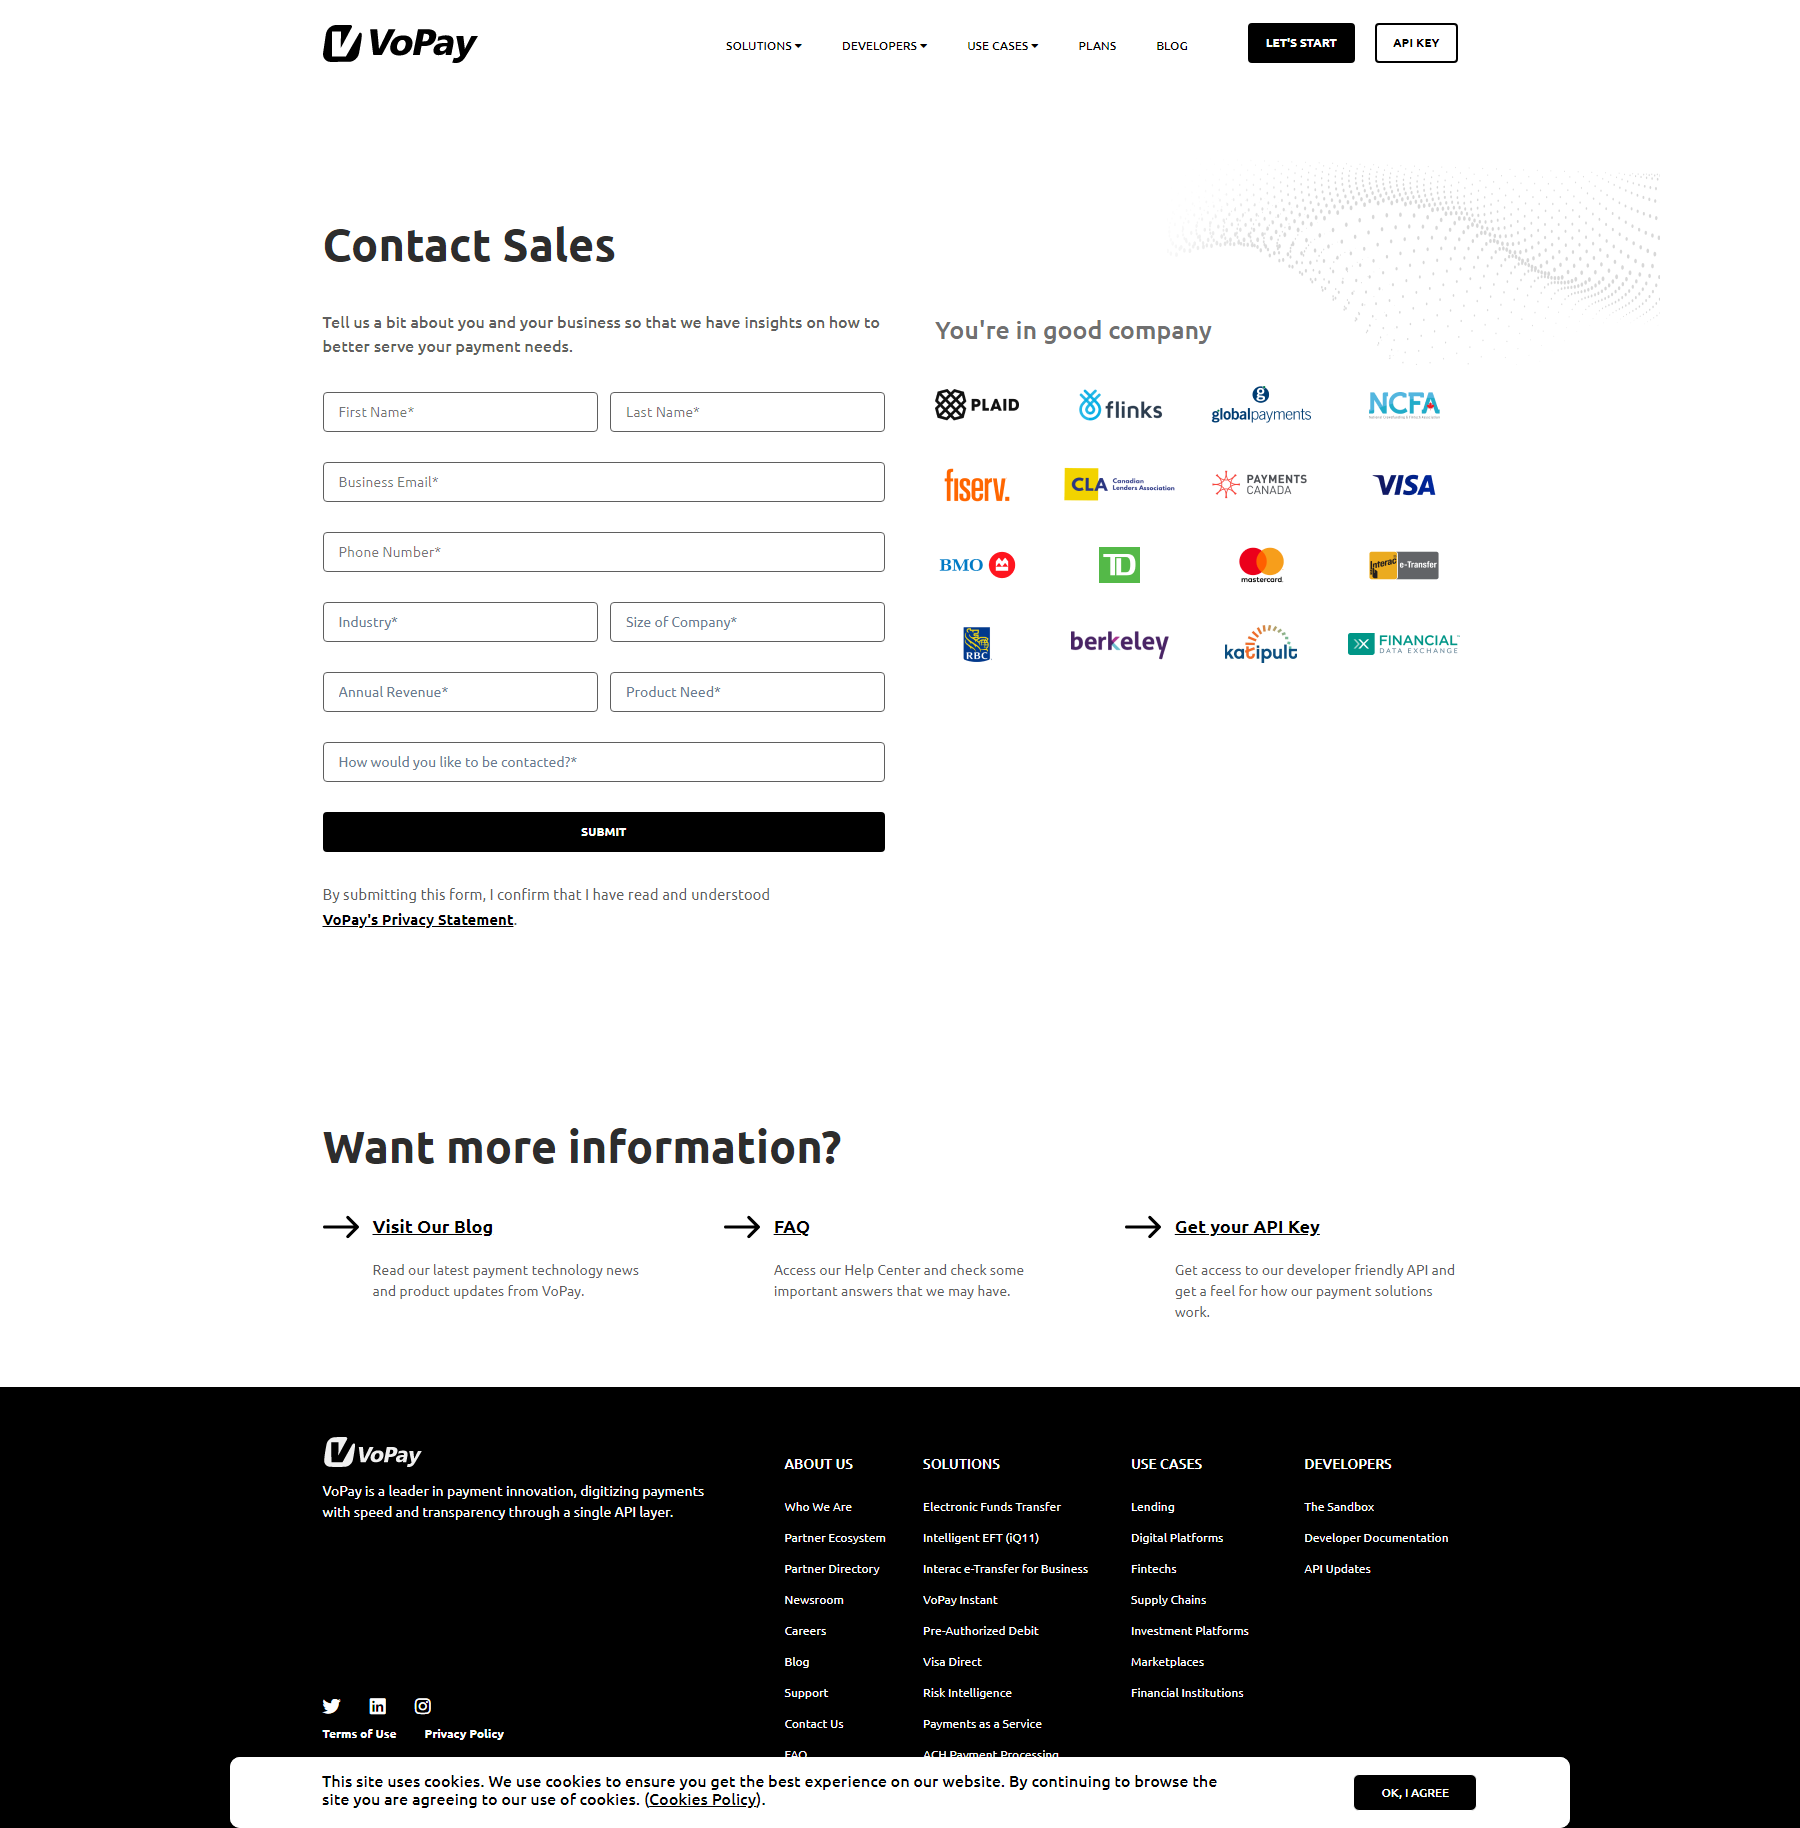 VoPay
SOLUTIONS
DEVELOPERS
USE CASES
PLANS
BLOG
LET'S START
API KEY
Contact Sales
Tell us a bit about you and your business so that we have insights on how to
better serve your payment needs.
First Name*
Last Name*
Business Email*
Phone Number*
Industry*
Size of Company*
Annual Revenue*
Product Need*
How would you like to be contacted?*
SUBMIT
By submitting this form, I confirm that I have read and understood
VoPay's Privacy Statement.
You're in good company
PLAID
flinks
globalpayments
NCFA
fiserv.
CLA Canadian
Lenders Association
PAYMENTS
CANADA
VISA
BMO
TD
mastercard.
Interac e-Transfer
RBC
berkeley
katipult
FINANCIAL
DATA EXCHANGE
Want more information?
Visit Our Blog
Read our latest payment technology news
and product updates from VoPay.
FAQ
Access our Help Center and check some
important answers that we may have.
Get your API Key
Get access to our developer friendly API and
get a feel for how our payment solutions
work.
VoPay
VoPay is a leader in payment innovation, digitizing payments
with speed and transparency through a single API layer.
Terms of Use
Privacy Policy
ABOUT US
Who We Are
Partner Ecosystem
Partner Directory
Newsroom
Careers
Blog
Support
Contact Us
FAQ
SOLUTIONS
Electronic Funds Transfer
Intelligent EFT (iQ11)
Interac e-Transfer for Business
VoPay Instant
Pre-Authorized Debit
Visa Direct
Risk Intelligence
Payments as a Service
ACH Payment Processing
USE CASES
Lending
Digital Platforms
Fintechs
Supply Chains
Investment Platforms
Marketplaces
Financial Institutions
DEVELOPERS
The Sandbox
Developer Documentation
API Updates
This site uses cookies. We use cookies to ensure you get the best experience on our website. By continuing to browse the
site you are agreeing to our use of cookies. (Cookies Policy).
OK, I AGREE